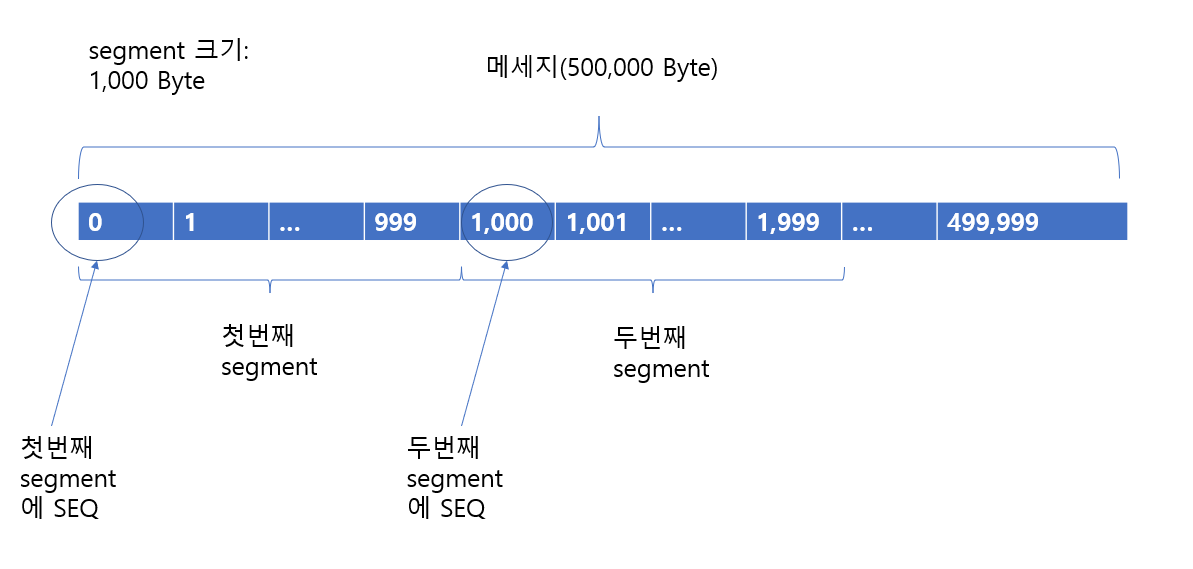 segment 크기:
1,000 Byte
메세지(500,000 Byte)
0 1 ... 999 1,000 1,001 ... 1,999 ... 499,999
첫번째
segment
두번째
segment
첫번째
segment
에 SEQ
두번째
segment
에 SEQ